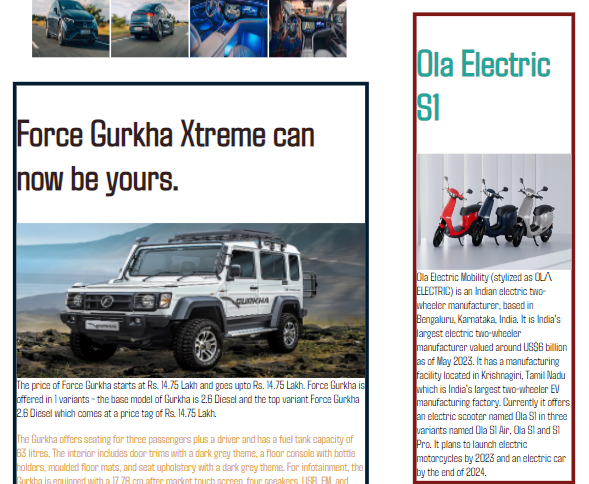 Force Gurkha Xtreme can
now be yours.
GURKHA
The price of Force Gurkha starts at Rs. 14.75 Lakh and goes upto Rs. 14.75 Lakh. Force Gurkha is
offered in 1 variants - the base model of Gurkha is 2.6 Diesel and the top variant Force Gurkha
2.6 Diesel which comes at a price tag of Rs. 14.75 Lakh.
The Gurkha offers seating for three passengers plus a driver and has a fuel tank capacity of
63 litres. The interior includes door trims with a dark grey theme, a floor console with bottle
holders, moulded floor mats, and seat upholstery with a dark grey theme. For infotainment, the
Gurkha is equipped with a 17.78 cm after market touch screen, four speakers, USB, FM, and
Ola Electric
S1
Ola Electric Mobility (stylized as OLΛ
ELECTRIC) is an Indian electric two-
wheeler manufacturer, based in
Bengaluru, Karnataka, India. It is India's
largest electric two-wheeler
manufacturer valued around US$6 billion
as of May 2023. It has a manufacturing
facility located in Krishnagiri, Tamil Nadu
which is India's largest two-wheeler EV
manufacturing factory. Currently it offers
an electric scooter named Ola S1 in three
variants named Ola S1 Air, Ola S1 and S1
Pro. It plans to launch electric
motorcycles by 2023 and an electric car
by the end of 2024.